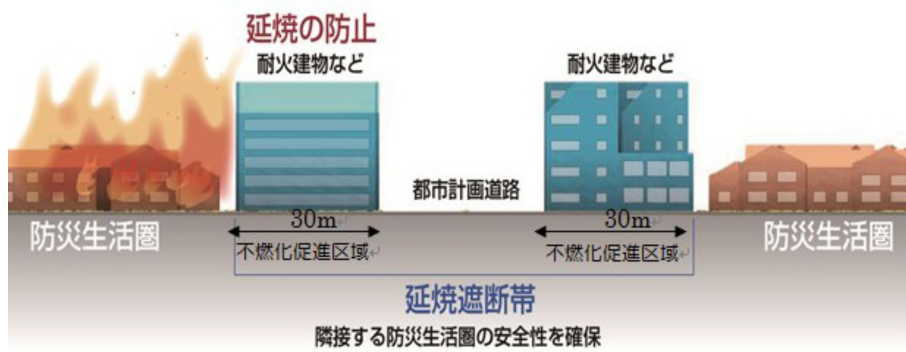 延焼の防止
耐火建物など
耐火建物など
都市計画道路
30m
30m
防災生活圏
防災生活圏
不燃化促進区域
不燃化促進区域
延焼遮断帯
隣接する防災生活圏の安全性を確保